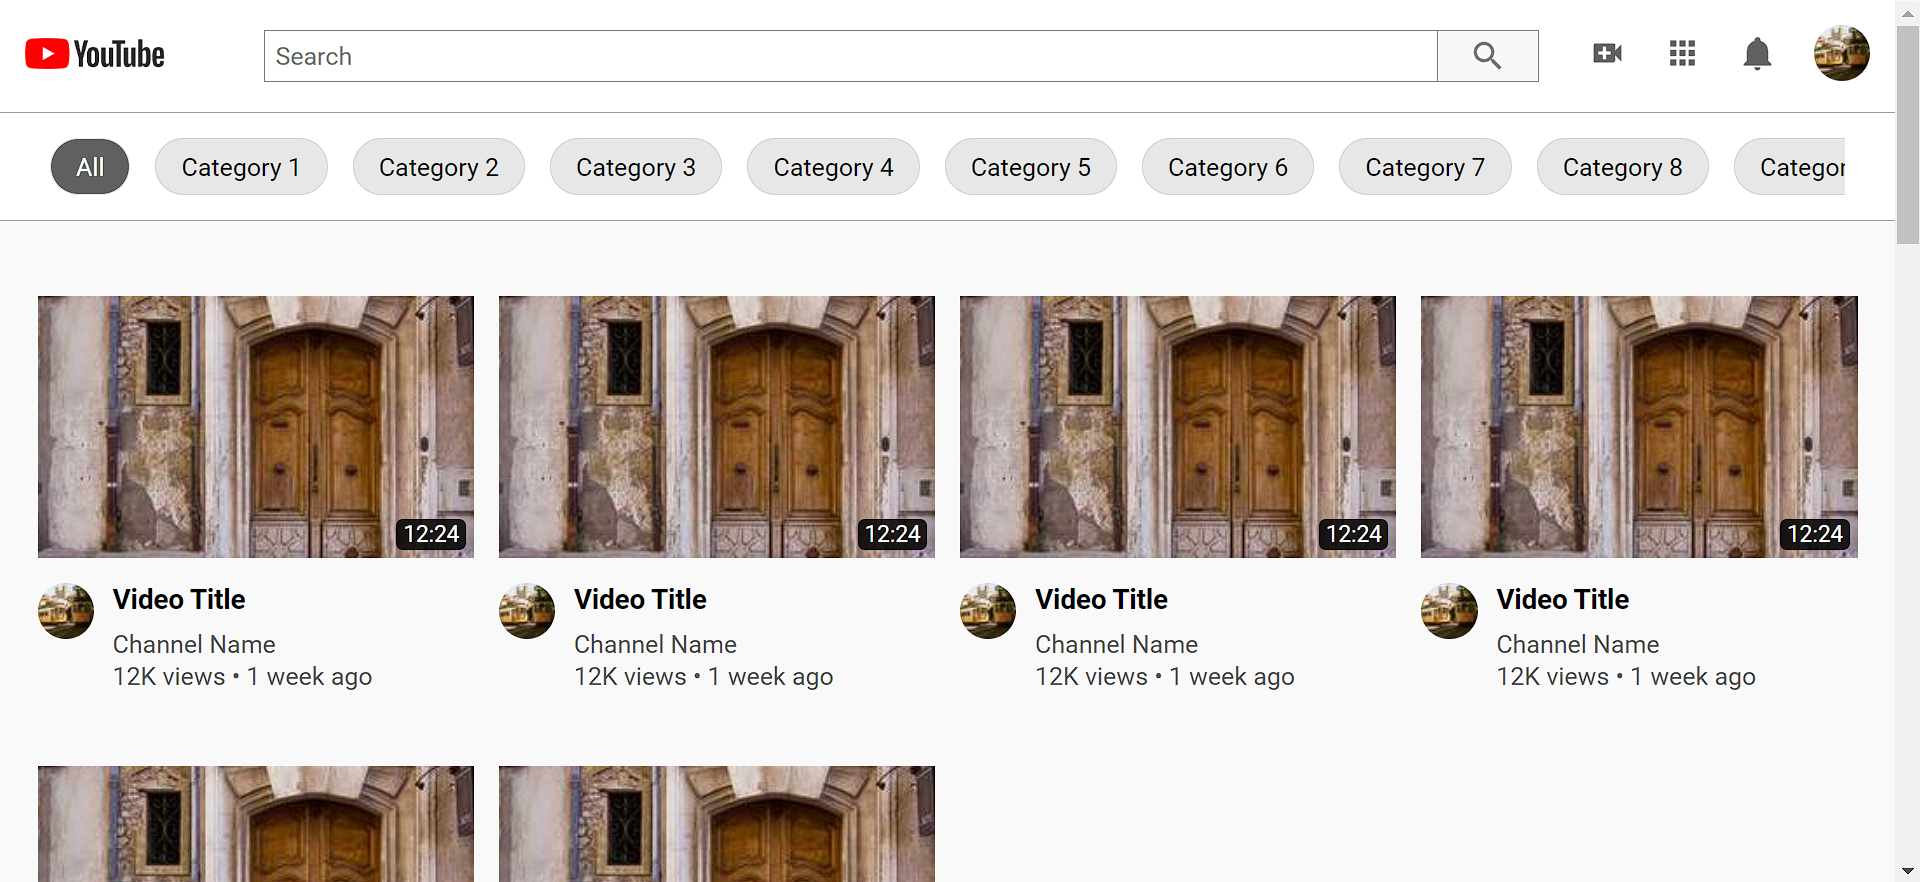 YouTube
Search
All
Category 1
Category 2
Category 3
Category 4
Category 5
Category 6
Category 7
Category 8
Categor
12:24
12:24
12:24
12:24
Video Title
Channel Name
12K views • 1 week ago
Video Title
Channel Name
12K views • 1 week ago
Video Title
Channel Name
12K views • 1 week ago
Video Title
Channel Name
12K views • 1 week ago